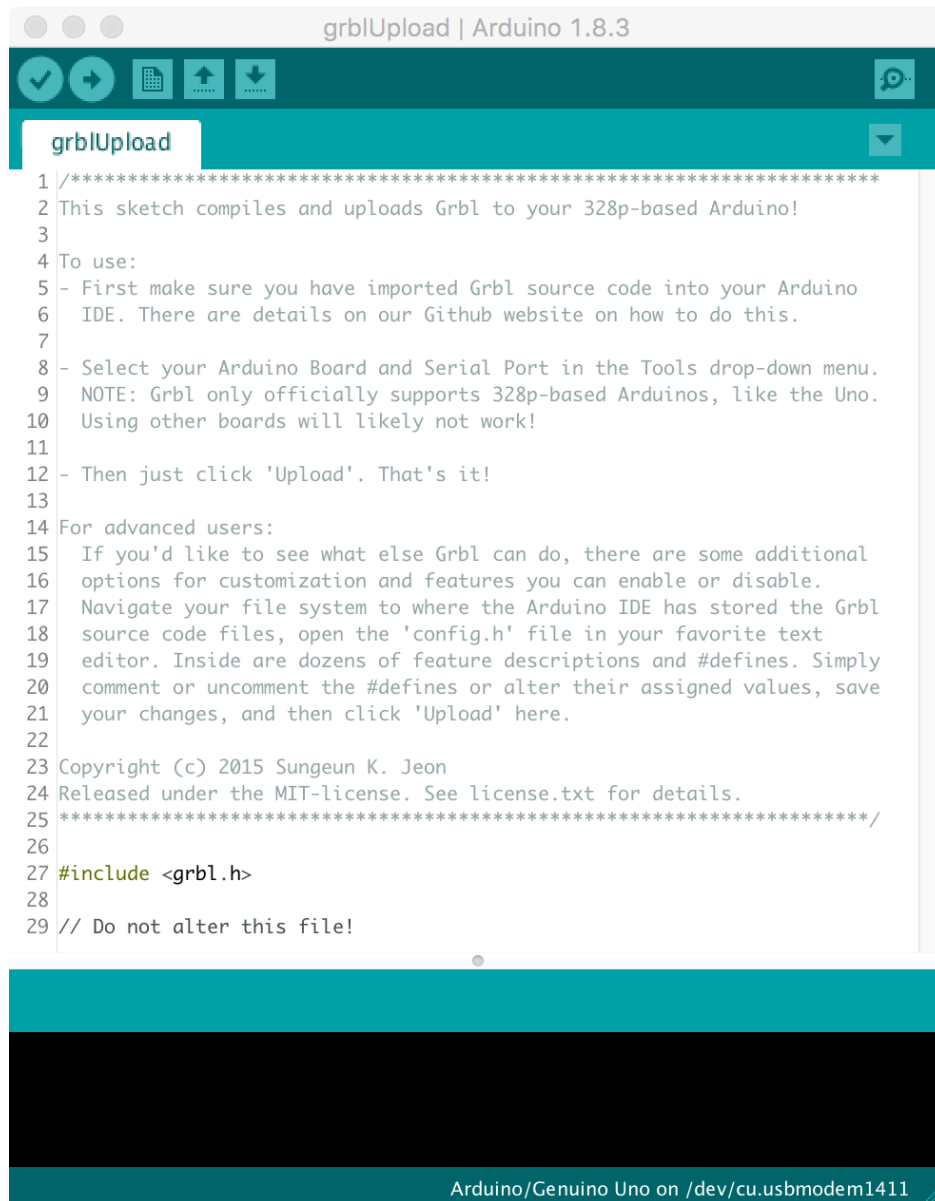 grblUpload | Arduino 1.8.3
grblUpload
1 /***********************************************************************
2 This sketch compiles and uploads Grbl to your 328p-based Arduino!
3
4 To use:
5 - First make sure you have imported Grbl source code into your Arduino
6   IDE. There are details on our Github website on how to do this.
7
8 - Select your Arduino Board and Serial Port in the Tools drop-down menu.
9   NOTE: Grbl only officially supports 328p-based Arduinos, like the Uno.
10   Using other boards will likely not work!
11
12 - Then just click 'Upload'. That's it!
13
14 For advanced users:
15   If you'd like to see what else Grbl can do, there are some additional
16   options for customization and features you can enable or disable.
17   Navigate your file system to where the Arduino IDE has stored the Grbl
18   source code files, open the 'config.h' file in your favorite text
19   editor. Inside are dozens of feature descriptions and #defines. Simply
20   comment or uncomment the #defines or alter their assigned values, save
21   your changes, and then click 'Upload' here.
22
23 Copyright (c) 2015 Sungeun K. Jeon
24 Released under the MIT-license. See license.txt for details.
25 ***********************************************************************/
26
27 #include <grbl.h>
28
29 // Do not alter this file!
Arduino/Genuino Uno on /dev/cu.usbmodem1411